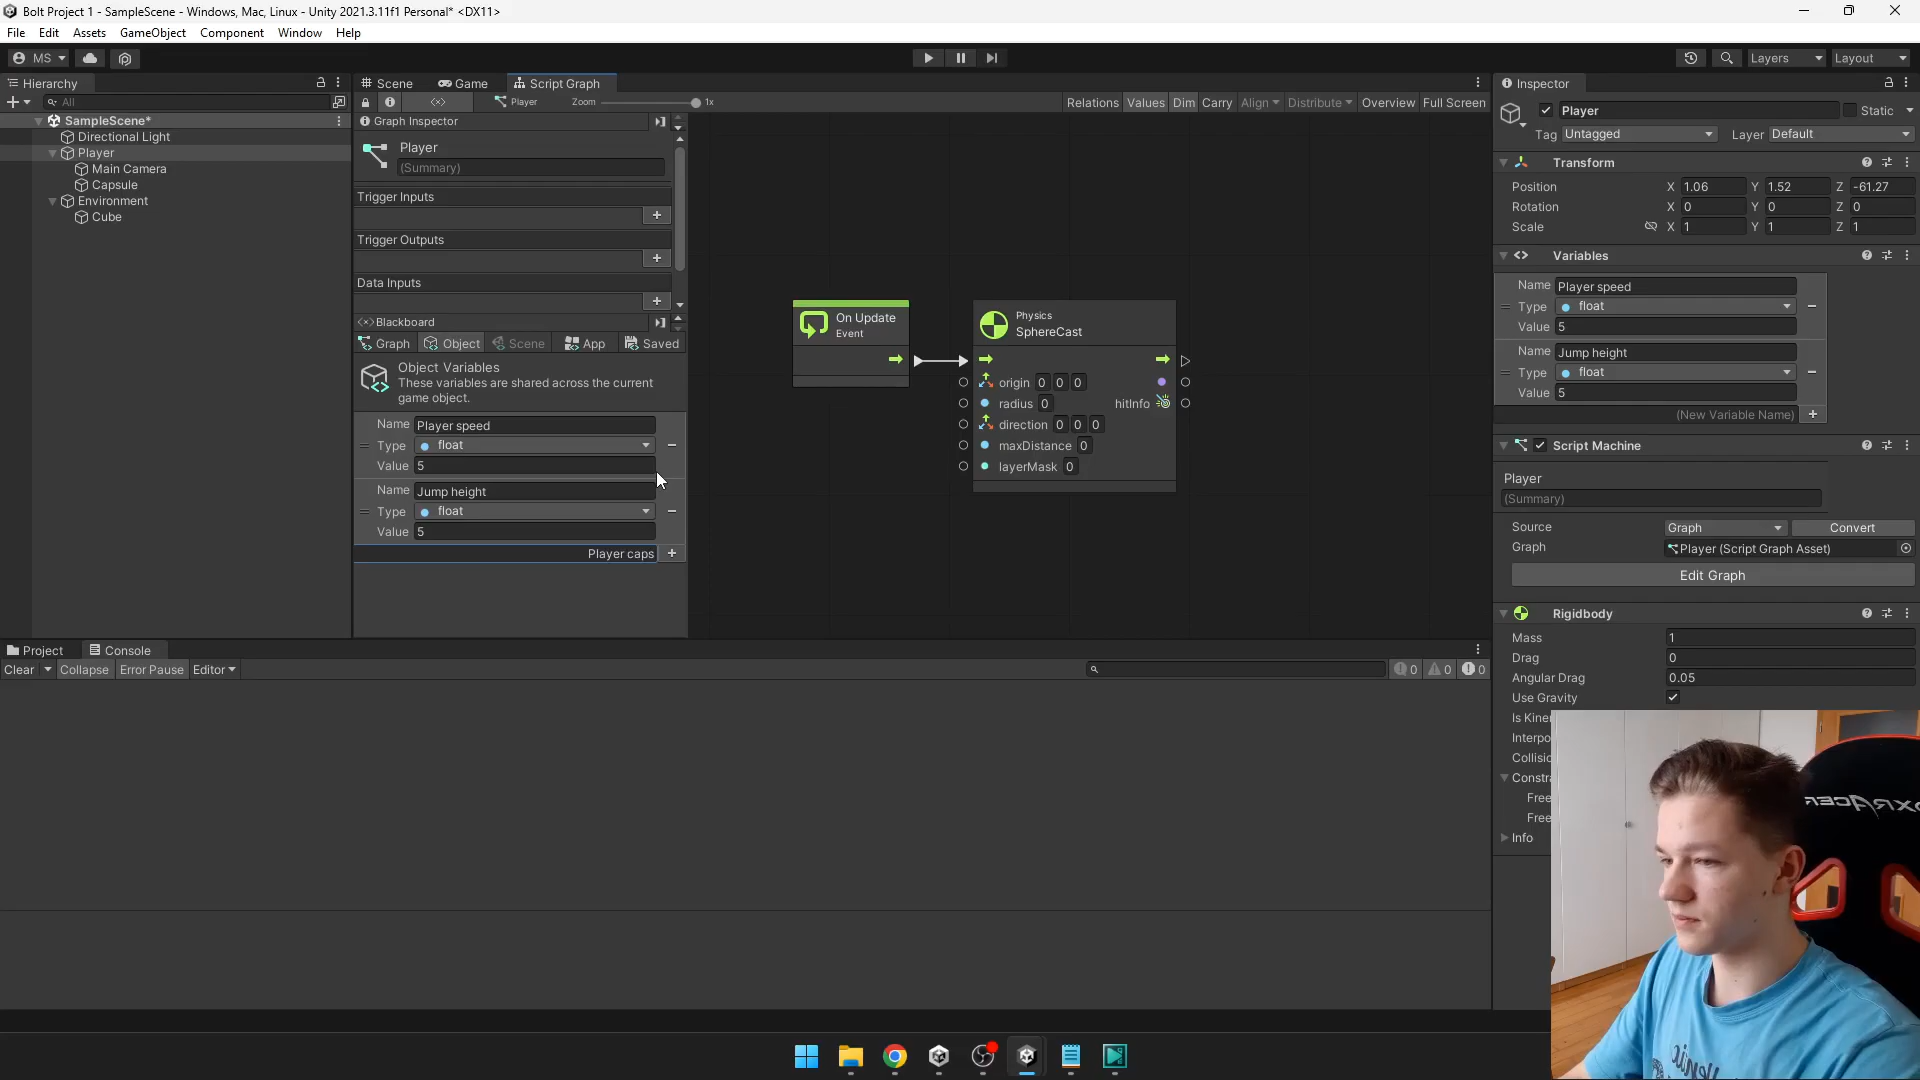 Bolt Project 1 - SampleScene - Windows, Mac, Linux - Unity 2021.3.11f1 Personal* <DX11>
File Edit Assets GameObject Component Window Help
MS
Layers
Layout
Hierarchy
All
SampleScene*
Directional Light
Player
Main Camera
Capsule
Environment
Cube
Scene Game Script Graph
Player Zoom 1x
Relations Values Dim Carry Align Distribute Overview Full Screen
Graph Inspector
Player
(Summary)
Trigger Inputs
Trigger Outputs
Data Inputs
Blackboard
Graph Object Scene App Saved
Object Variables
These variables are shared across the current
game object.
Name Player speed
Type float
Value 5
Name Jump height
Type float
Value 5
Player caps
On Update
Event
Physics
SphereCast
origin 0 0 0
radius 0 hitInfo
direction 0 0 0
maxDistance 0
layerMask 0
Inspector
Player Static
Tag Untagged Layer Default
Transform
Position X 1.06 Y 1.52 Z -61.27
Rotation X 0 Y 0 Z 0
Scale X 1 Y 1 Z 1
Variables
Name Player speed
Type float
Value 5
Name Jump height
Type float
Value 5
(New Variable Name)
Script Machine
Player
(Summary)
Source Graph Convert
Graph Player (Script Graph Asset)
Edit Graph
Rigidbody
Mass 1
Drag 0
Angular Drag 0.05
Use Gravity
Is Kine
Interpo
Collisio
Constra
Free
Free
Info
Project Console
Clear Collapse Error Pause Editor
0 0 0